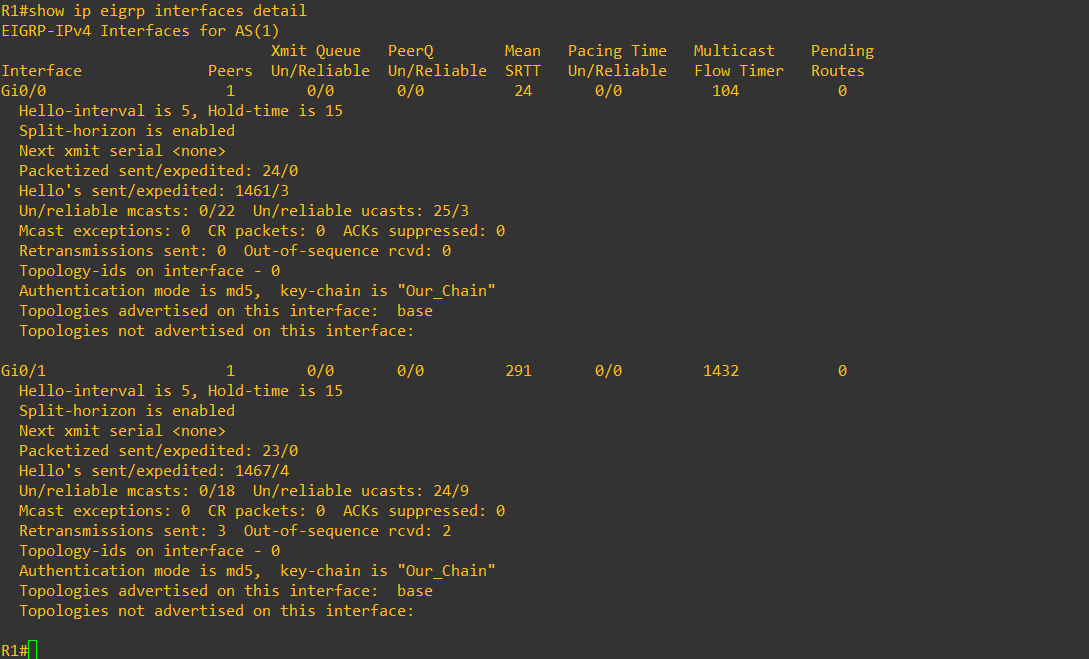 R1#show ip eigrp interfaces detail
EIGRP-IPv4 Interfaces for AS(1)
                              Xmit Queue   PeerQ        Mean   Pacing Time   Multicast    Pending
Interface              Peers  Un/Reliable  Un/Reliable  SRTT   Un/Reliable   Flow Timer   Routes
Gi0/0                    1        0/0       0/0          24       0/0          104           0
  Hello-interval is 5, Hold-time is 15
  Split-horizon is enabled
  Next xmit serial <none>
  Packetized sent/expedited: 24/0
  Hello's sent/expedited: 1461/3
  Un/reliable mcasts: 0/22  Un/reliable ucasts: 25/3
  Mcast exceptions: 0  CR packets: 0  ACKs suppressed: 0
  Retransmissions sent: 0  Out-of-sequence rcvd: 0
  Topology-ids on interface - 0
  Authentication mode is md5,  key-chain is "Our_Chain"
  Topologies advertised on this interface:  base
  Topologies not advertised on this interface:

Gi0/1                    1        0/0       0/0         291       0/0         1432           0
  Hello-interval is 5, Hold-time is 15
  Split-horizon is enabled
  Next xmit serial <none>
  Packetized sent/expedited: 23/0
  Hello's sent/expedited: 1467/4
  Un/reliable mcasts: 0/18  Un/reliable ucasts: 24/9
  Mcast exceptions: 0  CR packets: 0  ACKs suppressed: 0
  Retransmissions sent: 3  Out-of-sequence rcvd: 2
  Topology-ids on interface - 0
  Authentication mode is md5,  key-chain is "Our_Chain"
  Topologies advertised on this interface:  base
  Topologies not advertised on this interface:

R1#